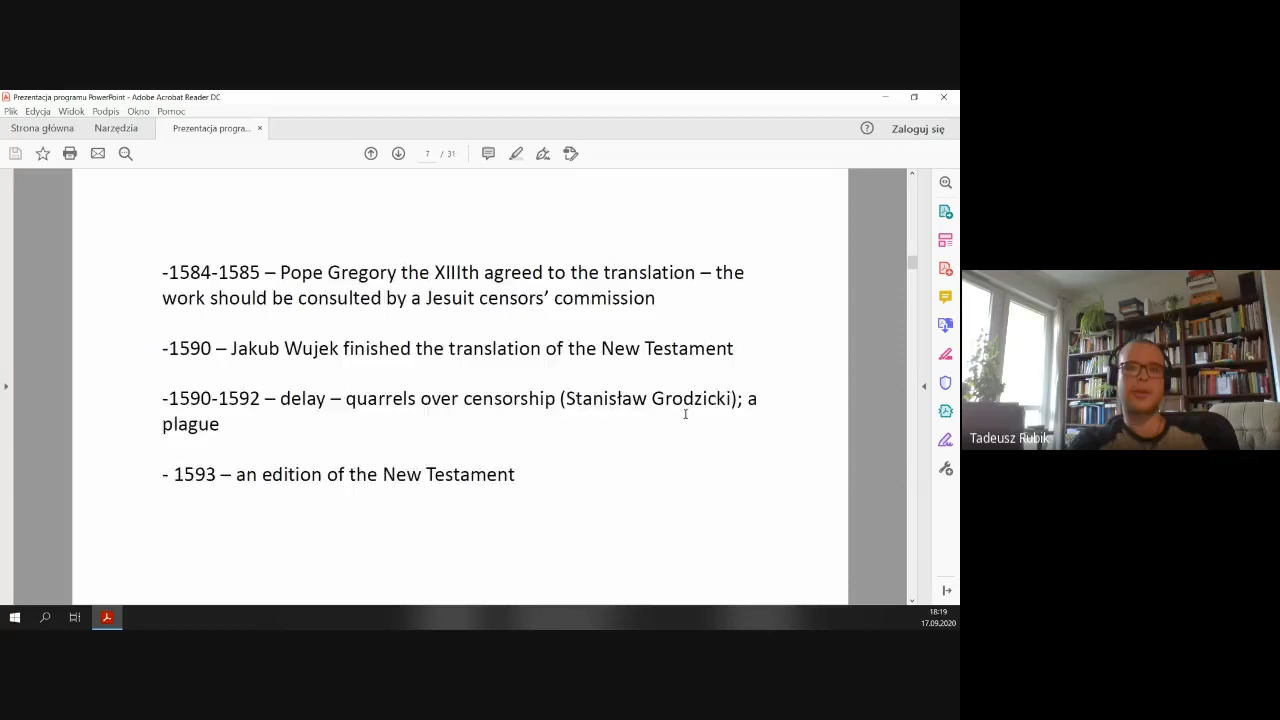 Prezentacja programu PowerPoint - Adobe Acrobat Reader DC
Plik Edycja Widok Podpis Okno Pomoc
Strona główna Narzędzia Prezentacja progra... × Zaloguj się
7 / 31
-1584-1585 – Pope Gregory the XIIIth agreed to the translation – the
work should be consulted by a Jesuit censors’ commission
-1590 – Jakub Wujek finished the translation of the New Testament
-1590-1592 – delay – quarrels over censorship (Stanisław Grodzicki); a
plague
- 1593 – an edition of the New Testament
Tadeusz Rubik
18:19
17.09.2020